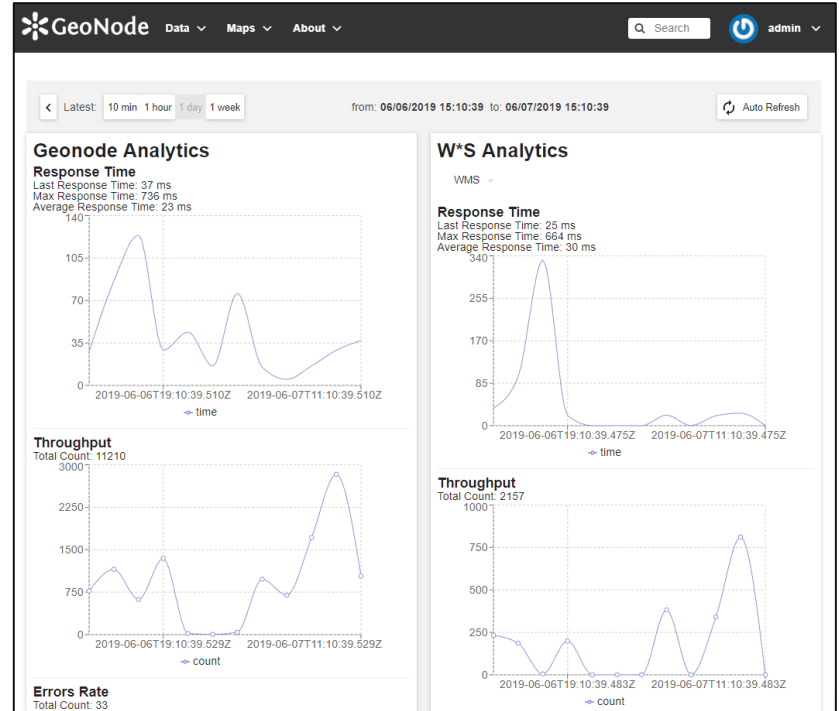 GeoNode Data Maps About Search admin
Latest: 10 min 1 hour 1 day 1 week from: 06/06/2019 15:10:39 to: 06/07/2019 15:10:39 Auto Refresh
Geonode Analytics
Response Time
Last Response Time: 37 ms
Max Response Time: 736 ms
Average Response Time: 23 ms
140
105
70
35
0
2019-06-06T19:10:39.510Z 2019-06-07T11:10:39.510Z
time
Throughput
Total Count: 11210
3000
2250
1500
750
0
2019-06-06T19:10:39.529Z 2019-06-07T11:10:39.529Z
count
Errors Rate
Total Count: 33
W*S Analytics
WMS
Response Time
Last Response Time: 25 ms
Max Response Time: 664 ms
Average Response Time: 30 ms
340
255
170
85
0
2019-06-06T19:10:39.475Z 2019-06-07T11:10:39.475Z
time
Throughput
Total Count: 2157
1000
750
500
250
0
2019-06-06T19:10:39.483Z 2019-06-07T11:10:39.483Z
count